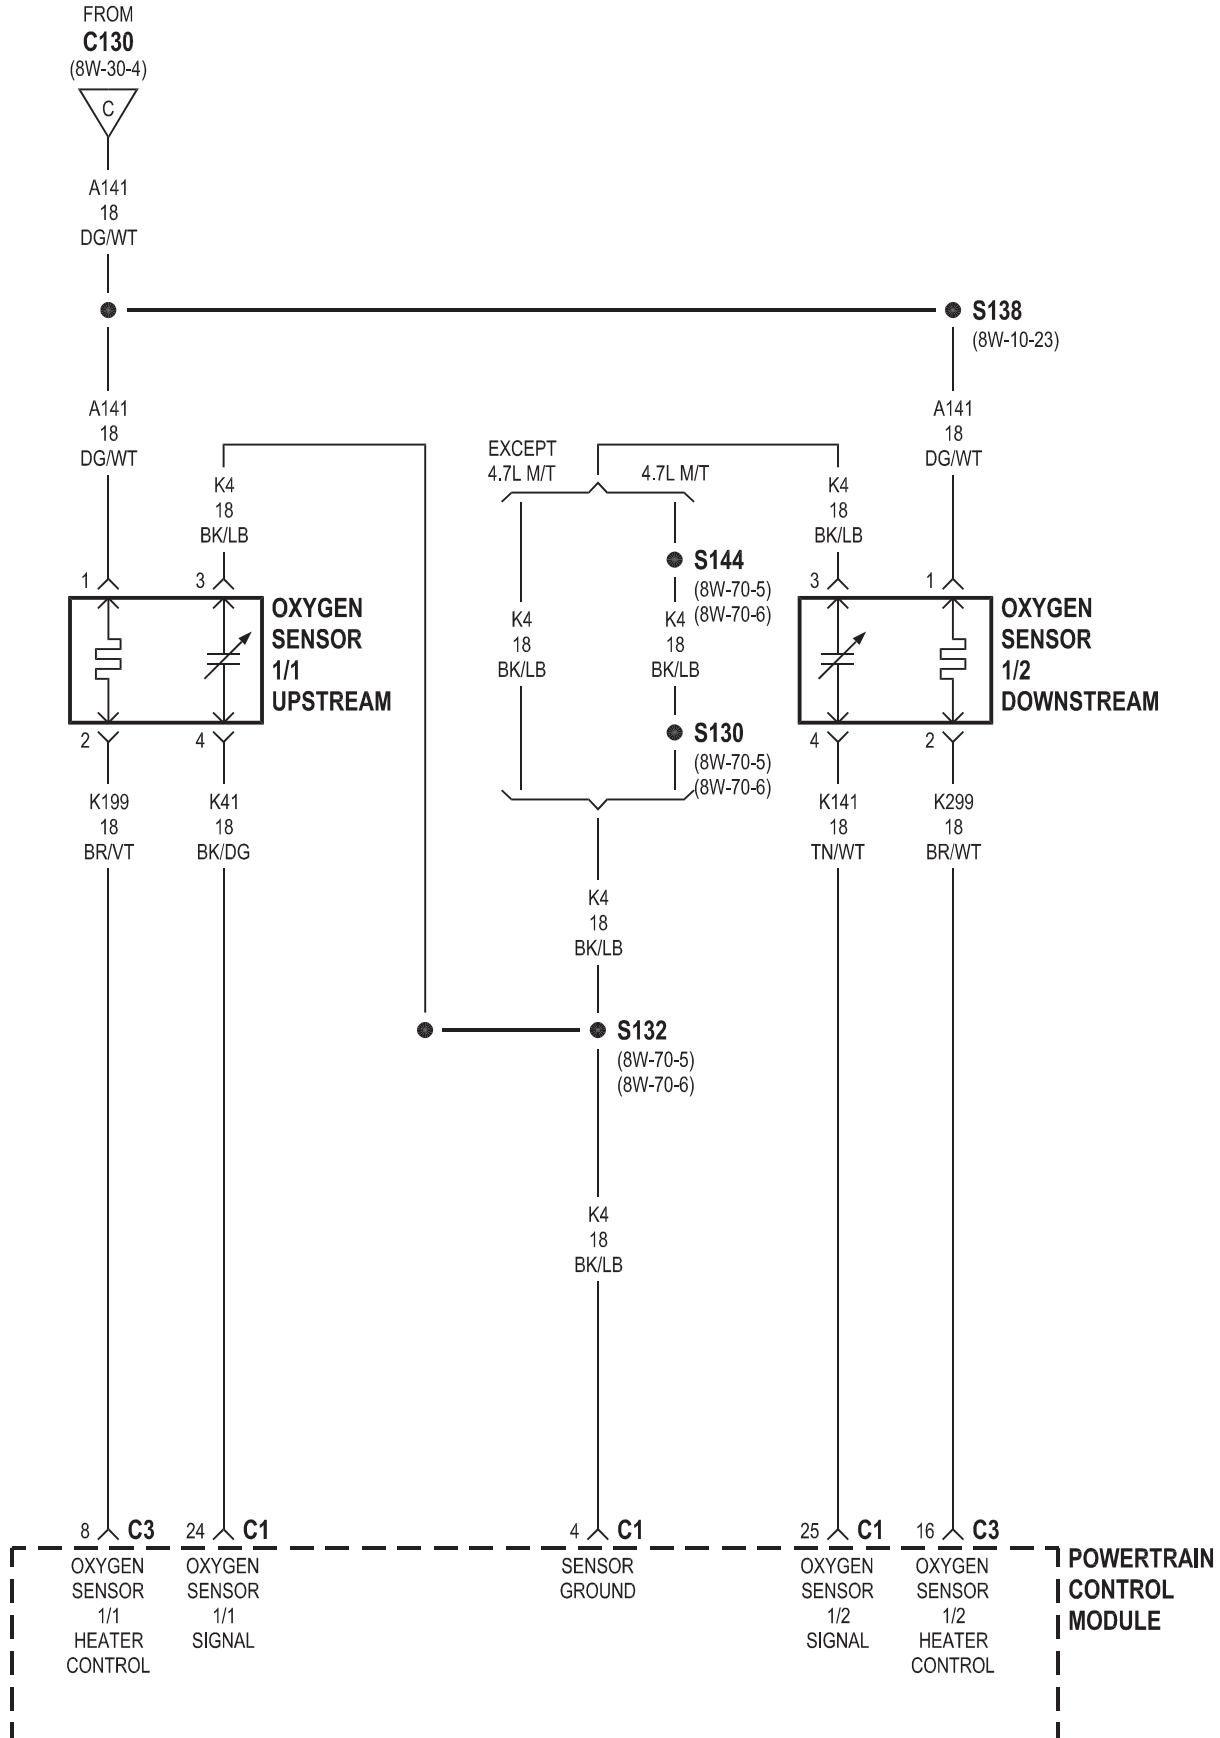 FROM
C130
(8W-30-4)
C
A141
18
DG/WT
S138
(8W-10-23)
A141
18
DG/WT
K4
18
BK/LB
EXCEPT
4.7L M/T
4.7L M/T
K4
18
BK/LB
A141
18
DG/WT
S144
(8W-70-5)
(8W-70-6)
K4
18
BK/LB
K4
18
BK/LB
S130
(8W-70-5)
(8W-70-6)
1
3
OXYGEN
SENSOR
1/1
UPSTREAM
2
4
3
1
OXYGEN
SENSOR
1/2
DOWNSTREAM
4
2
K199
18
BR/VT
K41
18
BK/DG
K141
18
TN/WT
K299
18
BR/WT
K4
18
BK/LB
S132
(8W-70-5)
(8W-70-6)
K4
18
BK/LB
8 C3
24 C1
4 C1
25 C1
16 C3
OXYGEN
SENSOR
1/1
HEATER
CONTROL
OXYGEN
SENSOR
1/1
SIGNAL
SENSOR
GROUND
OXYGEN
SENSOR
1/2
SIGNAL
OXYGEN
SENSOR
1/2
HEATER
CONTROL
POWERTRAIN
CONTROL
MODULE